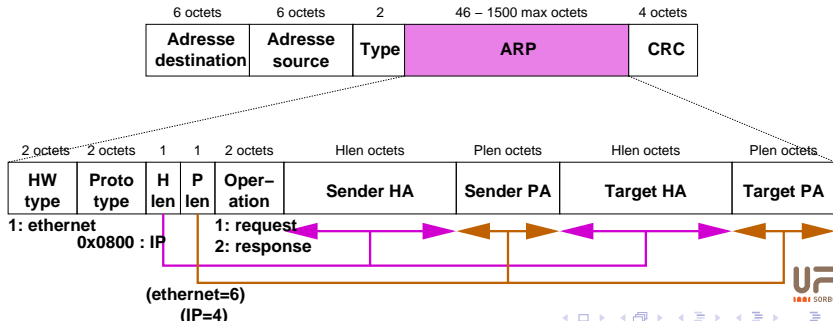 6 octets 6 octets 2 46 − 1500 max octets 4 octets
Adresse destination Adresse source Type ARP CRC
2 octets 2 octets 1 1 2 octets Hlen octets Plen octets Hlen octets Plen octets
HW type Proto type H len P len Oper− ation Sender HA Sender PA Target HA Target PA
1: ethernet 1: request
0x0800 : IP 2: response
(ethernet=6)
(IP=4)